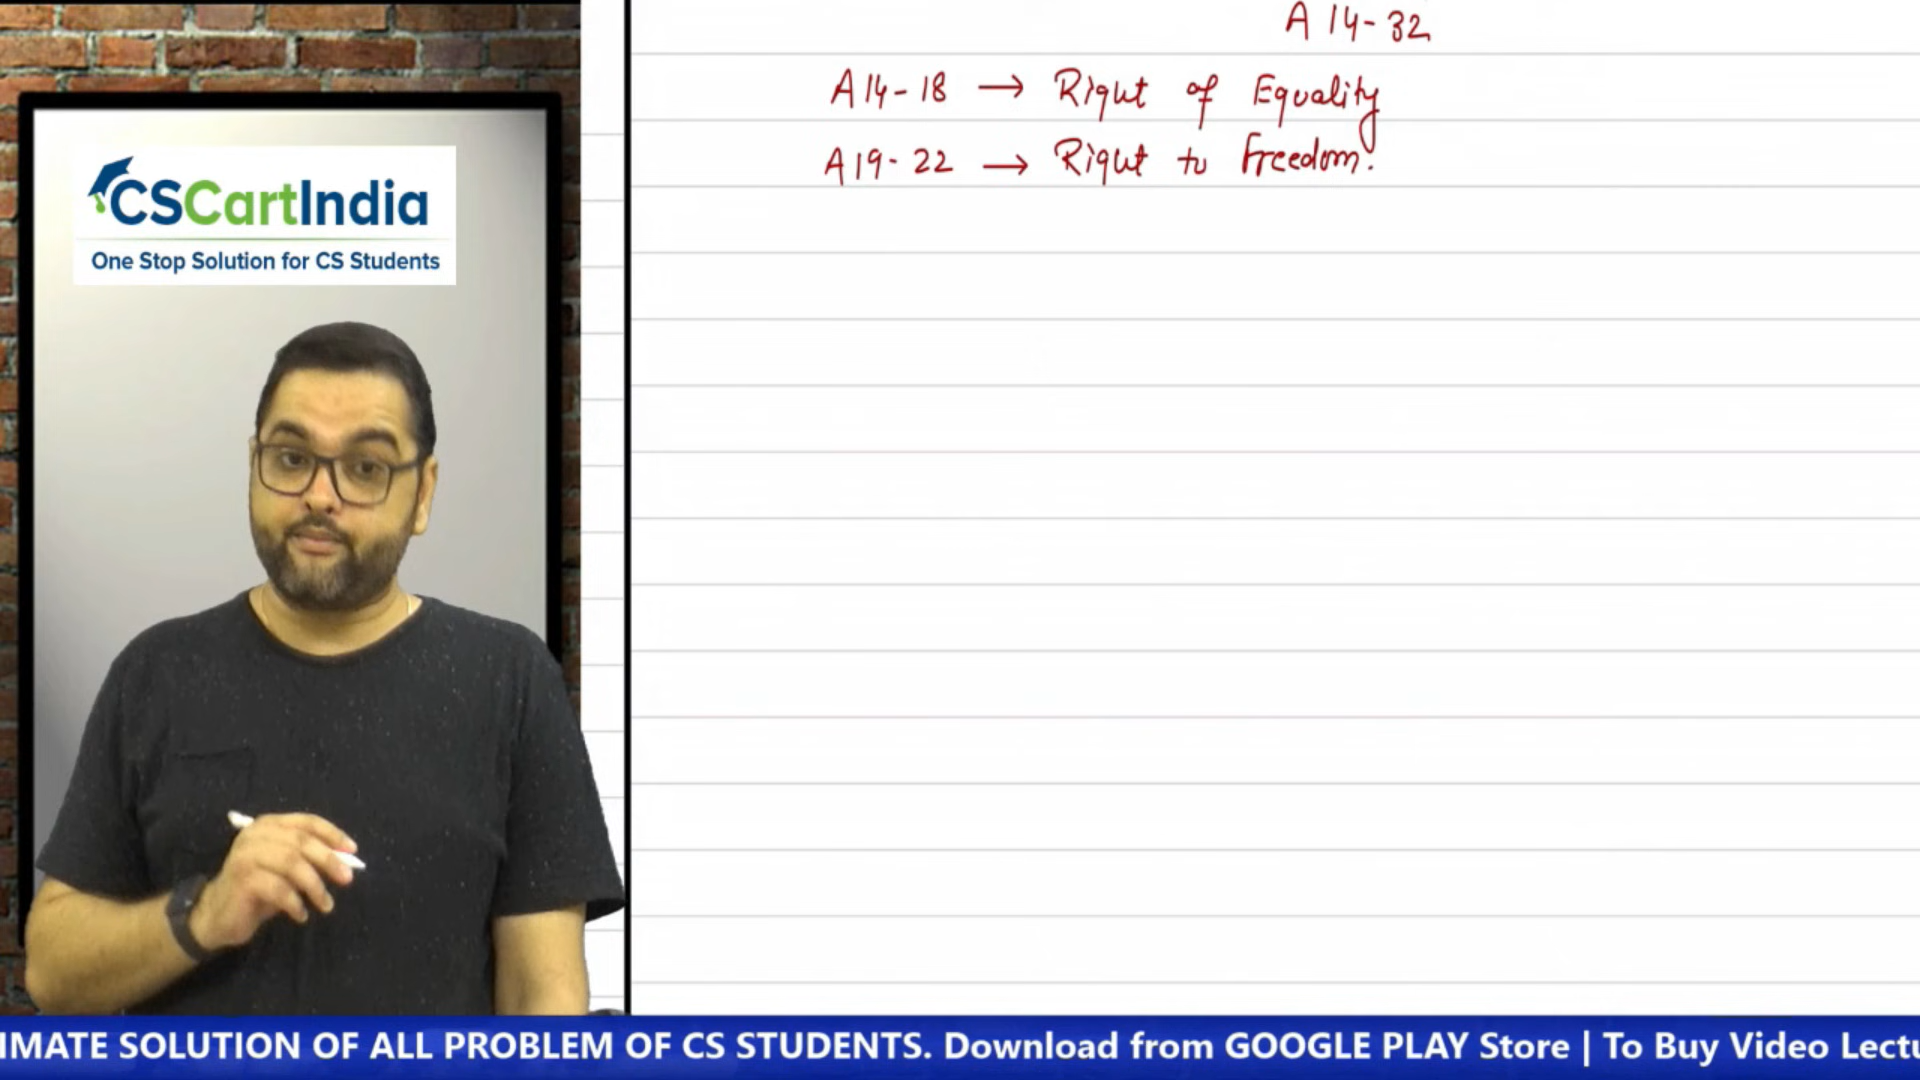 CSCartIndia
One Stop Solution for CS Students
A 14-32
A14-18 → Right of Equality
A19-22 → Right to Freedom.
IMATE SOLUTION OF ALL PROBLEM OF CS STUDENTS. Download from GOOGLE PLAY Store | To Buy Video Lectu